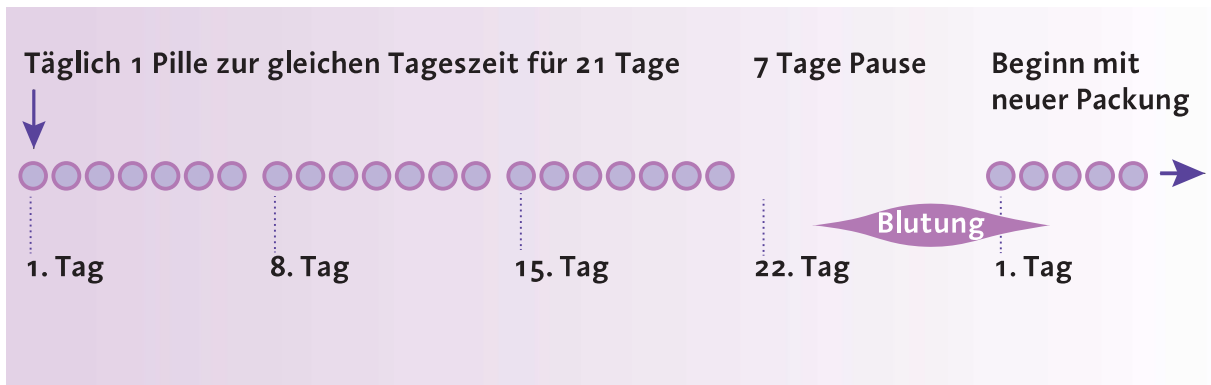 Täglich 1 Pille zur gleichen Tageszeit für 21 Tage
7 Tage Pause
Beginn mit
neuer Packung
Blutung
1. Tag
8. Tag
15. Tag
22. Tag
1. Tag